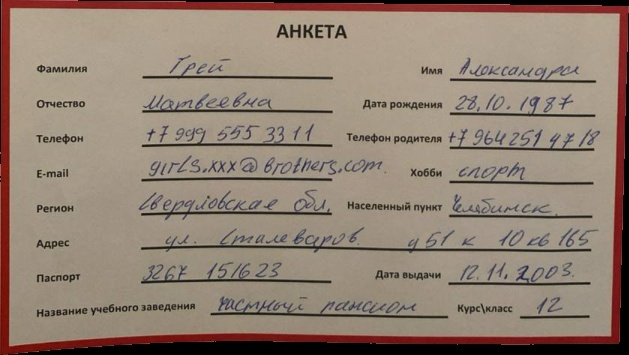 АНКЕТА
Фамилия Грей Имя Александра
Отчество Матвеевна Дата рождения 28.10.1987
Телефон +7 999 555 33 11 Телефон родителя +7 964 251 47 18
E-mail girls.xxx@brothers.com. Хобби спорт
Регион Свердловская обл. Населенный пункт Челябинск
Адрес ул. Сталеваров д 51 к 10 кв 165
Паспорт 3267 151623 Дата выдачи 12.11.2003.
Название учебного заведения частный пансион Курс\класс 12